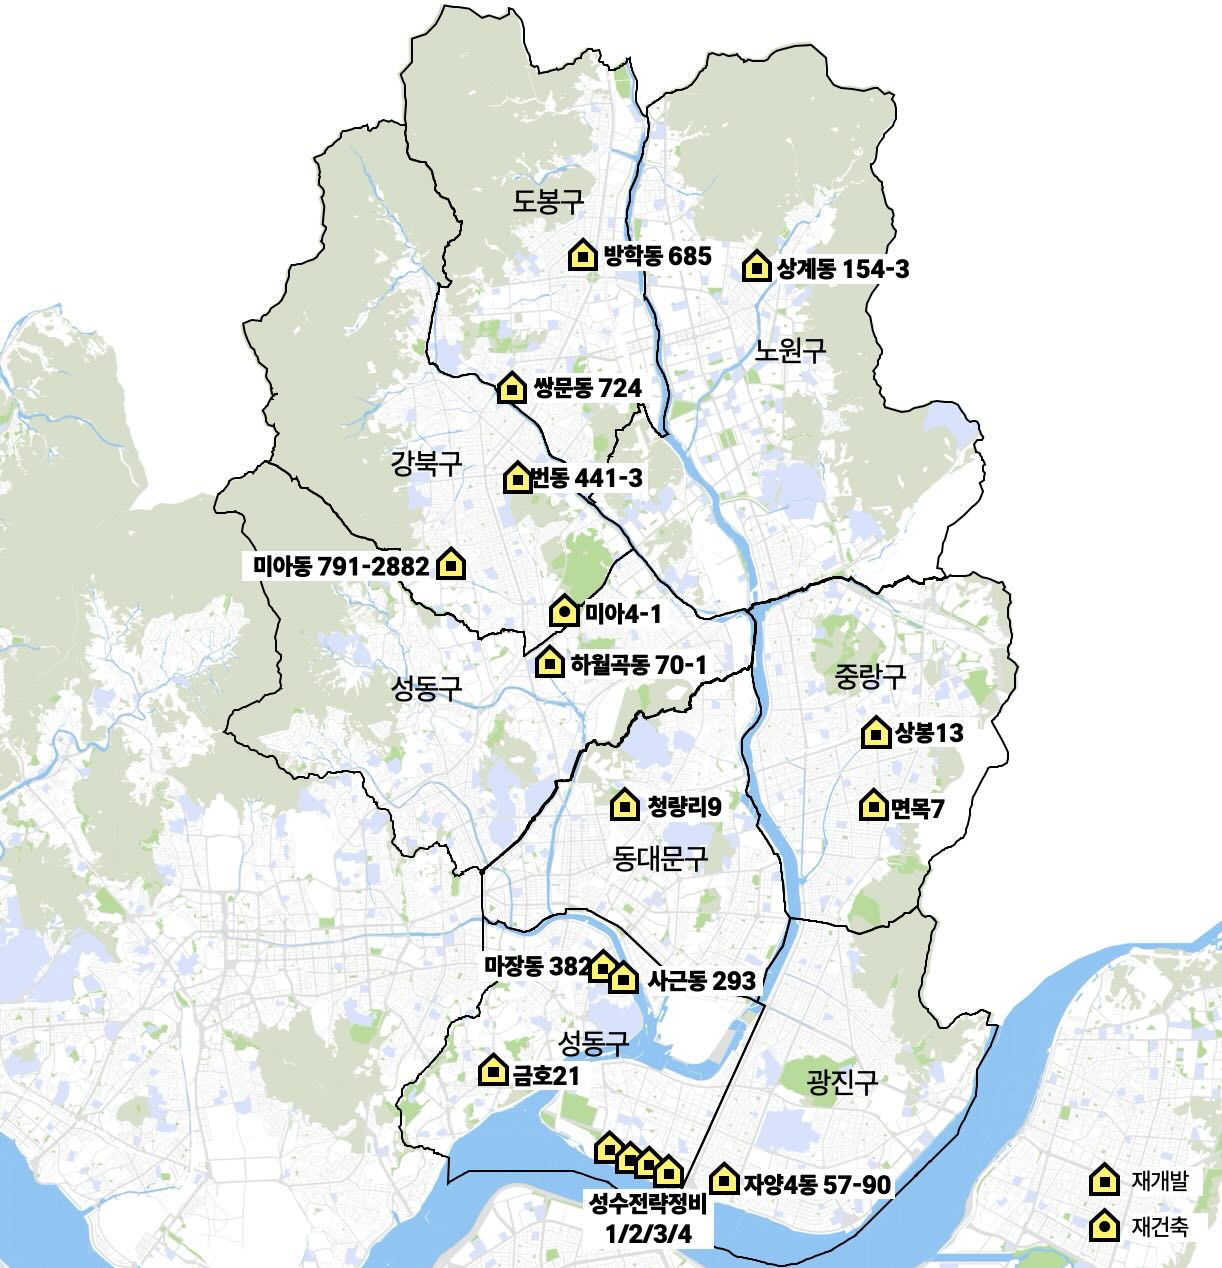 도봉구
방학동 685
상계동 154-3
노원구
쌍문동 724
강북구
번동 441-3
미아동 791-2882
미아4-1
하월곡동 70-1
성동구
중랑구
상봉13
청량리9
면목7
동대문구
마장동 382
사근동 293
성동구
금호21
광진구
자양4동 57-90
성수전략정비
1/2/3/4
재개발
재건축